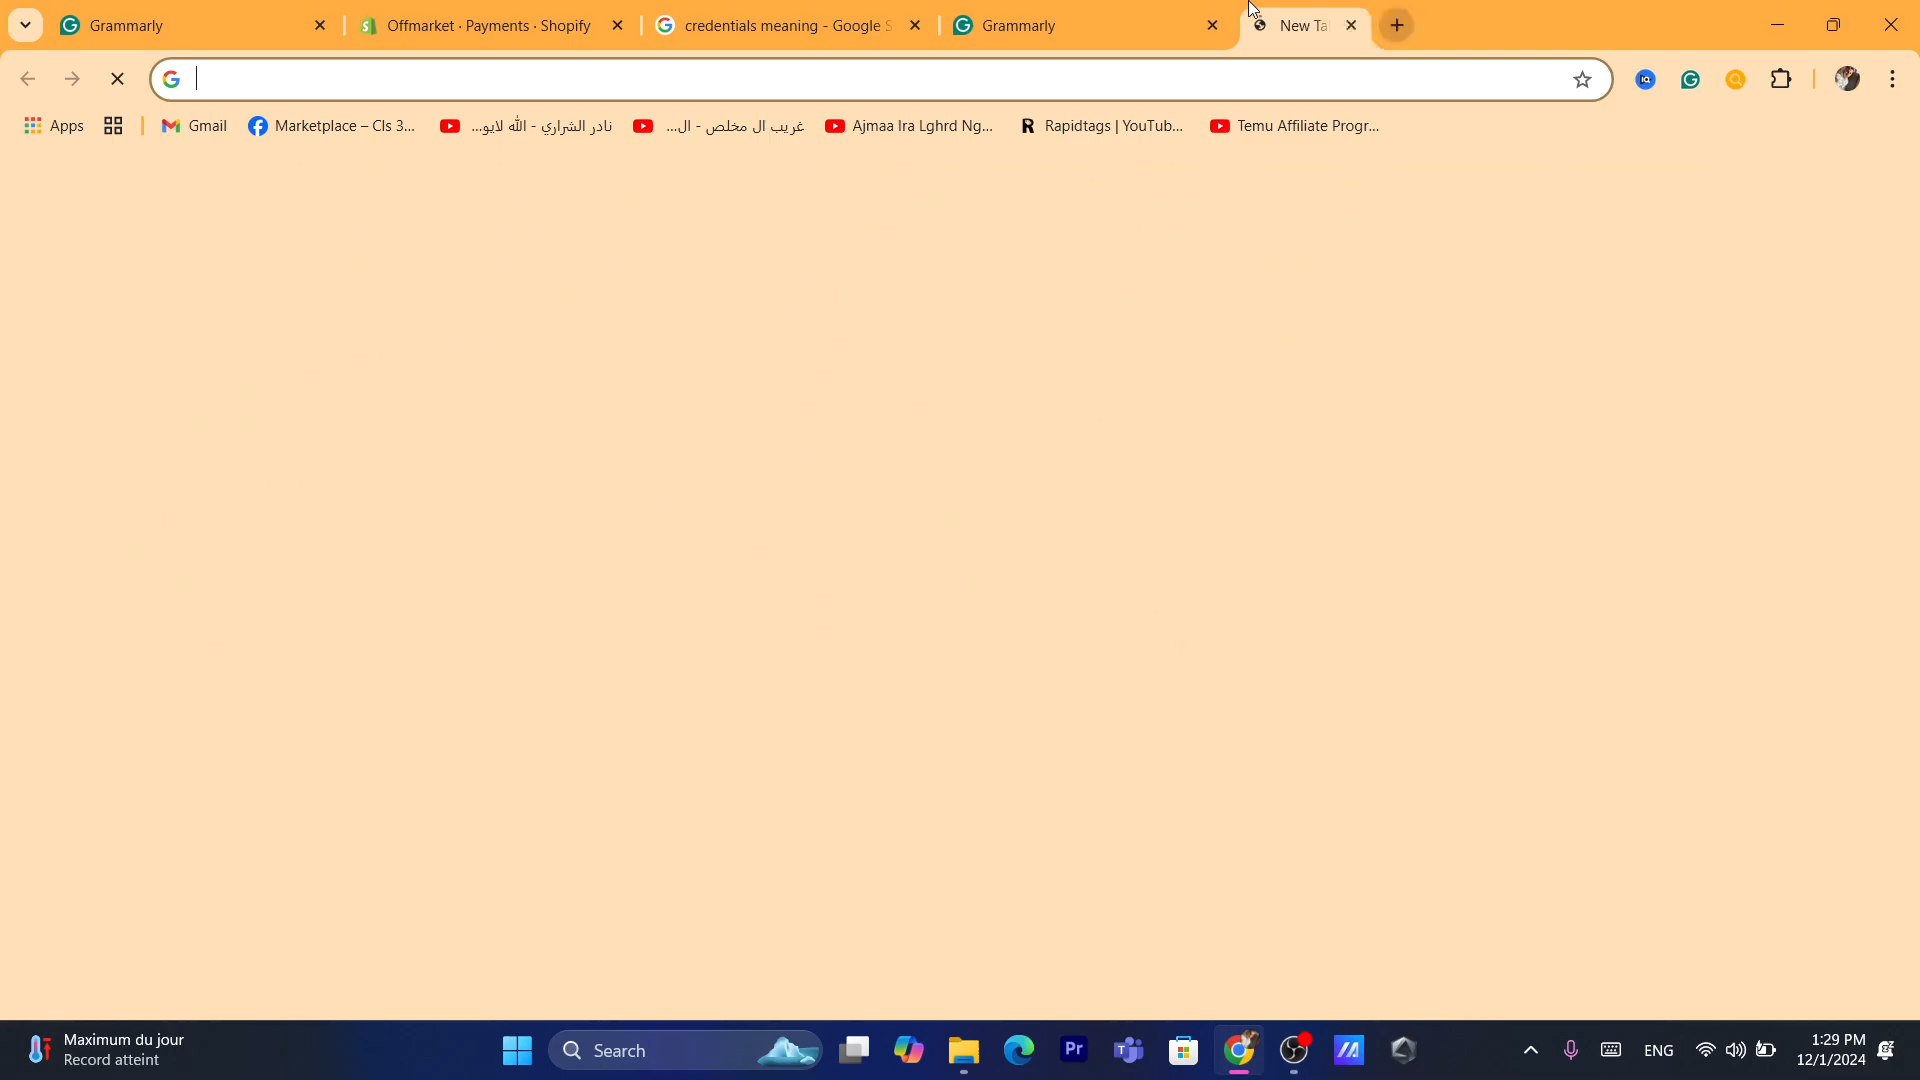 Grammarly
Offmarket · Payments · Shopify
credentials meaning - Google S
Grammarly
New Ta
Apps
Gmail
Marketplace – Cls 3...
نادر الشراري - الله لايو...
غريب ال مخلص - ال...
Ajmaa Ira Lghrd Ng...
Rapidtags | YouTub...
Temu Affiliate Progr...
Maximum du jour
Record atteint
Search
ENG
1:29 PM
12/1/2024